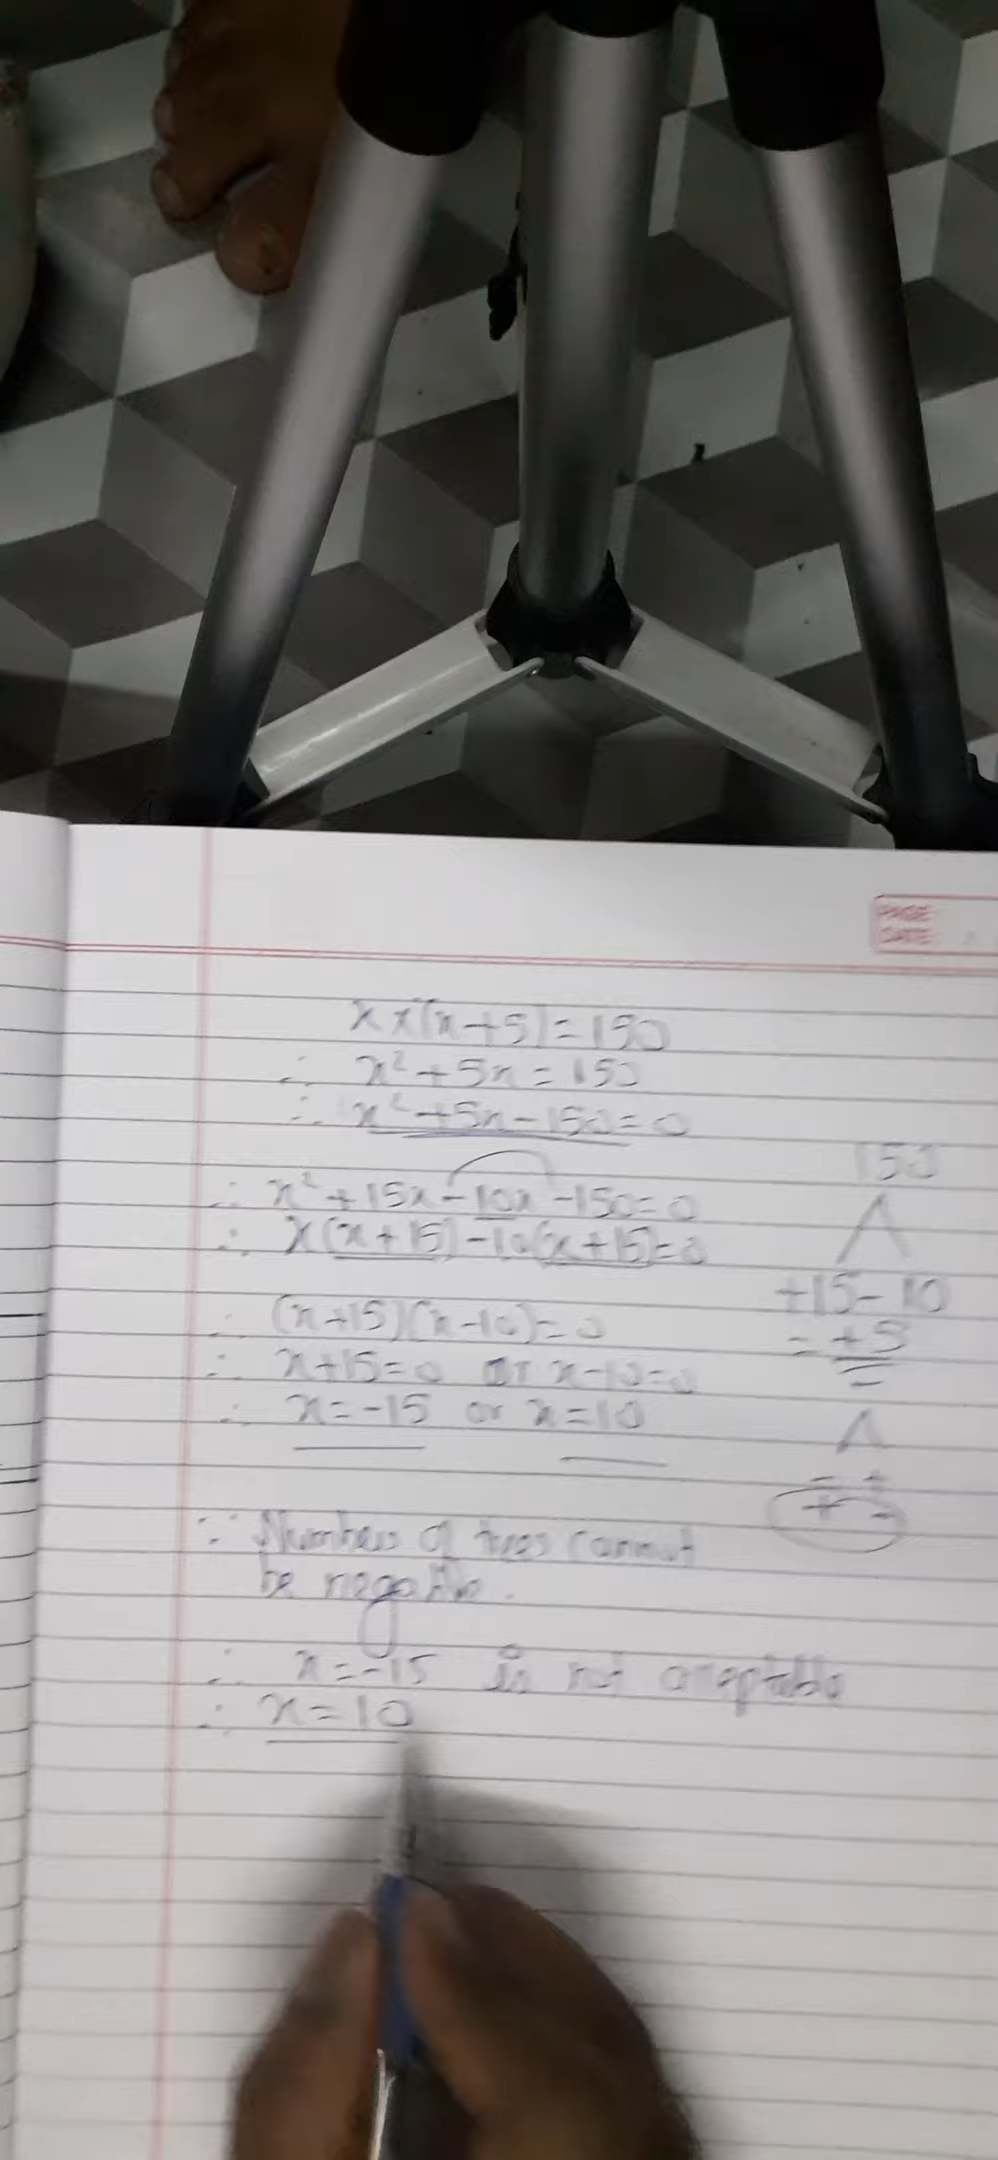 PAGE
DATE
x×(x+5)=150
∴ x²+5x=150
∴ x²+5x-150=0
∴ x²+15x-10x-150=0
∴ x(x+15)-10(x+15)=0
∴ (x+15)(x-10)=0
∴ x+15=0 or x-10=0
∴ x=-15 or x=10
∵ Number of trees cannot
be negative.
∴ x=-15 is not acceptable
∴ x=10
150
+15-10
=+5
- +
+ -